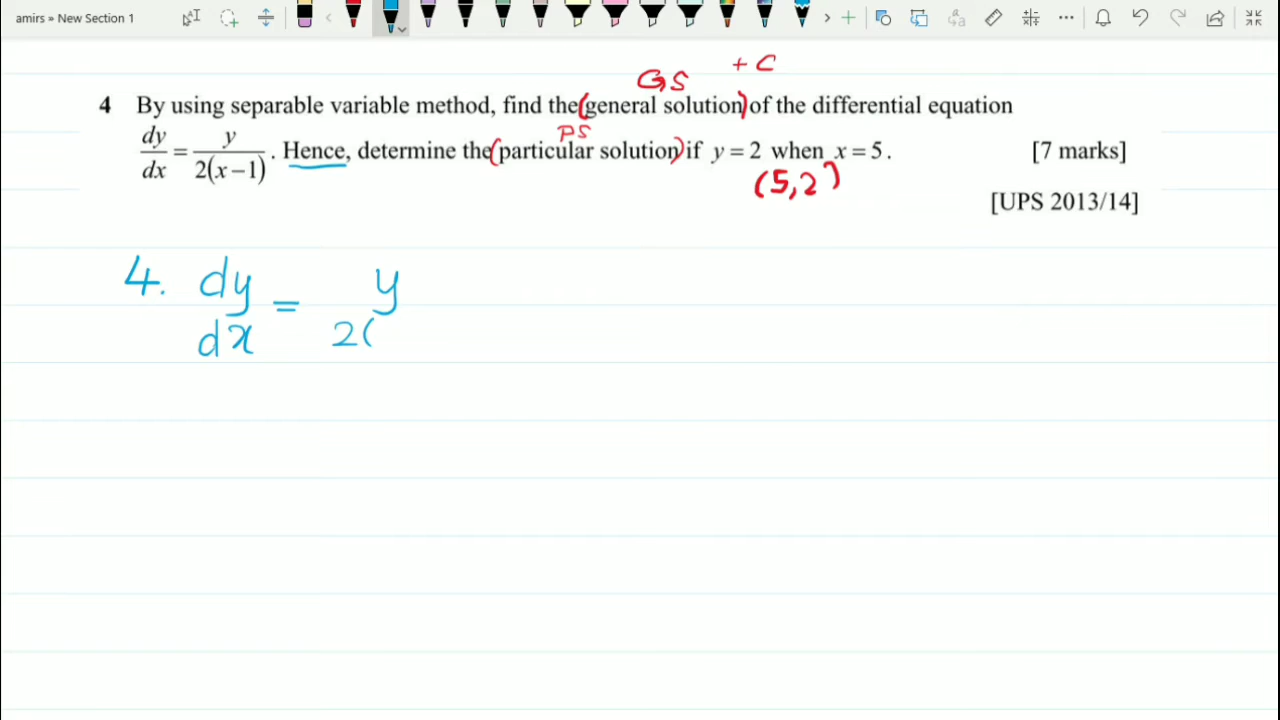 amirs » New Section 1
GS + C
4 By using separable variable method, find the (general solution) of the differential equation
PS
dy/dx = y/2(x−1). Hence, determine the (particular solution) if y = 2 when x = 5. [7 marks]
(5,2)
[UPS 2013/14]
4. dy/dx = y/2(